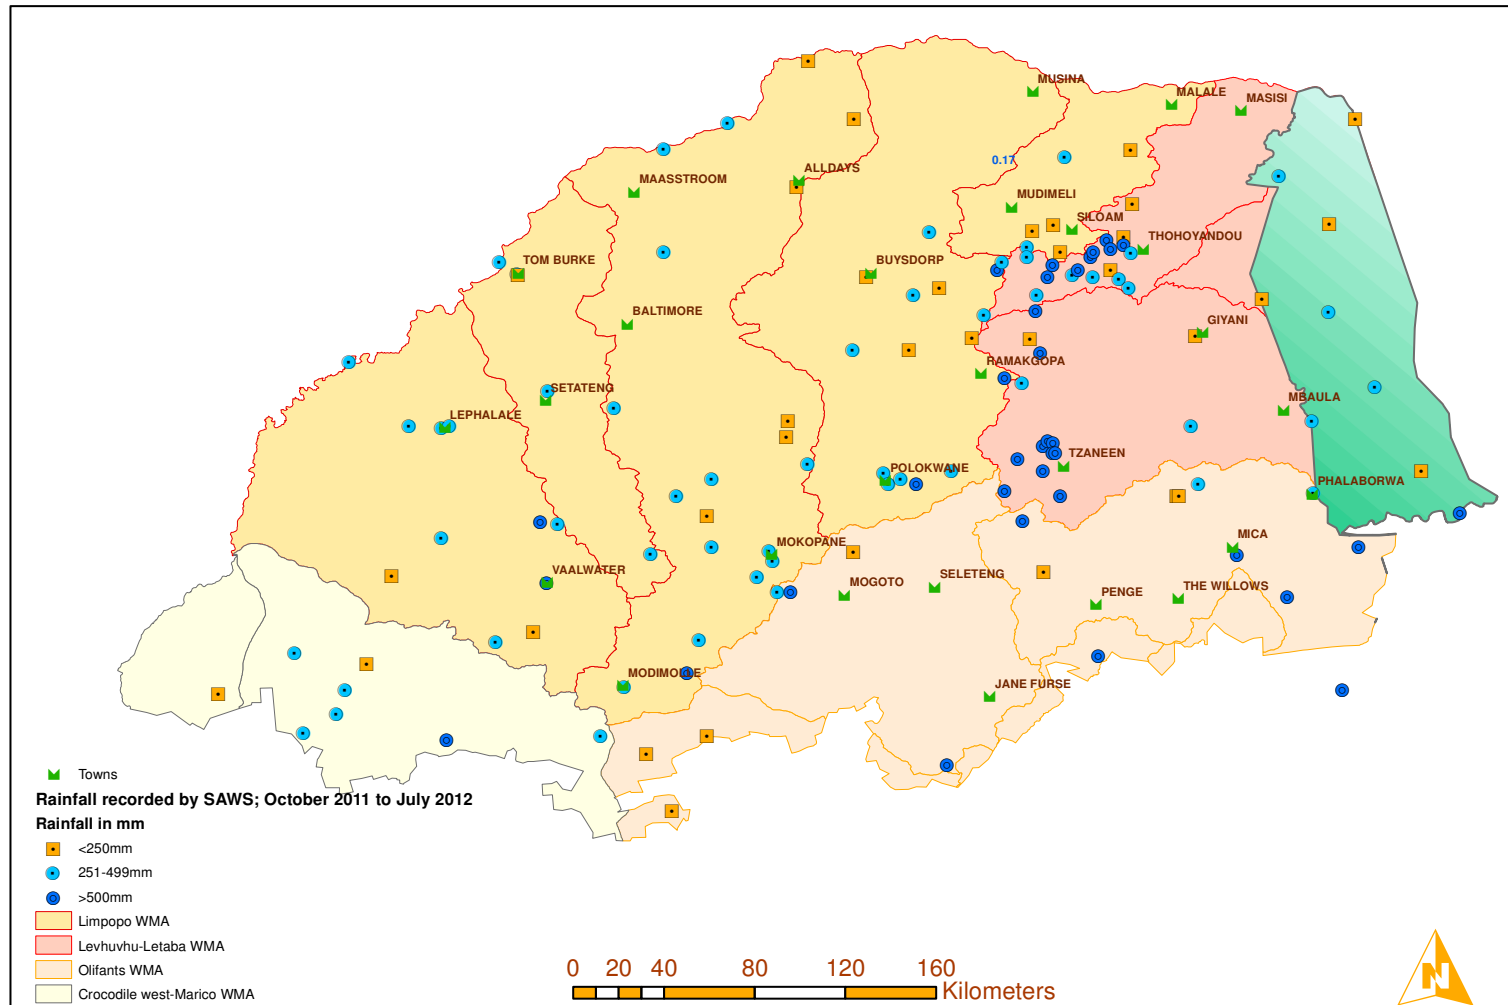 MUSINA
MALALE
MASISI
0.17
ALLDAYS
MAASSTROOM
MUDIMELI
SILOAM
THOHOYANDOU
TOM BURKE
BUYSDORP
BALTIMORE
GIYANI
RAMAKGOPA
SETATENG
MBAULA
LEPHALALE
TZANEEN
POLOKWANE
PHALABORWA
MICA
MOKOPANE
VAALWATER
MOGOTO
SELETENG
PENGE
THE WILLOWS
MODIMOLLE
JANE FURSE
Towns
Rainfall recorded by SAWS; October 2011 to July 2012
Rainfall in mm
<250mm
251-499mm
>500mm
Limpopo WMA
Levhuvhu-Letaba WMA
Olifants WMA
Crocodile west-Marico WMA
0 20 40 80 120 160
Kilometers
N